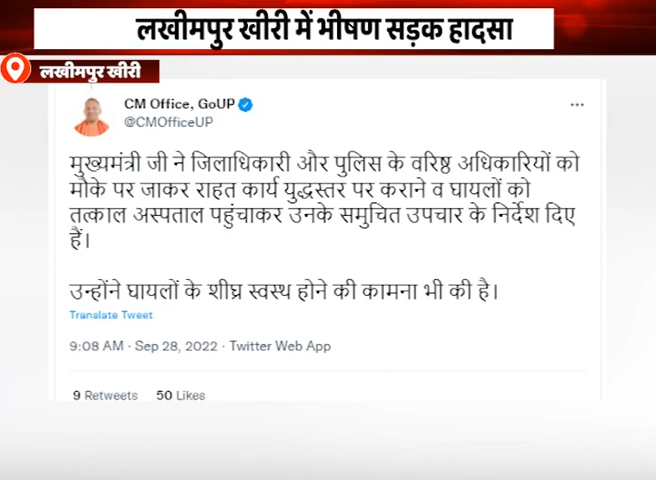 लखीमपुर खीरी में भीषण सड़क हादसा
लखीमपुर खीरी
CM Office, GoUP
@CMOfficeUP
मुख्यमंत्री जी ने जिलाधिकारी और पुलिस के वरिष्ठ अधिकारियों को
मौके पर जाकर राहत कार्य युद्धस्तर पर कराने व घायलों को
तत्काल अस्पताल पहुंचाकर उनके समुचित उपचार के निर्देश दिए
हैं।
उन्होंने घायलों के शीघ्र स्वस्थ होने की कामना भी की है।
Translate Tweet
9:08 AM · Sep 28, 2022 · Twitter Web App
9 Retweets 50 Likes